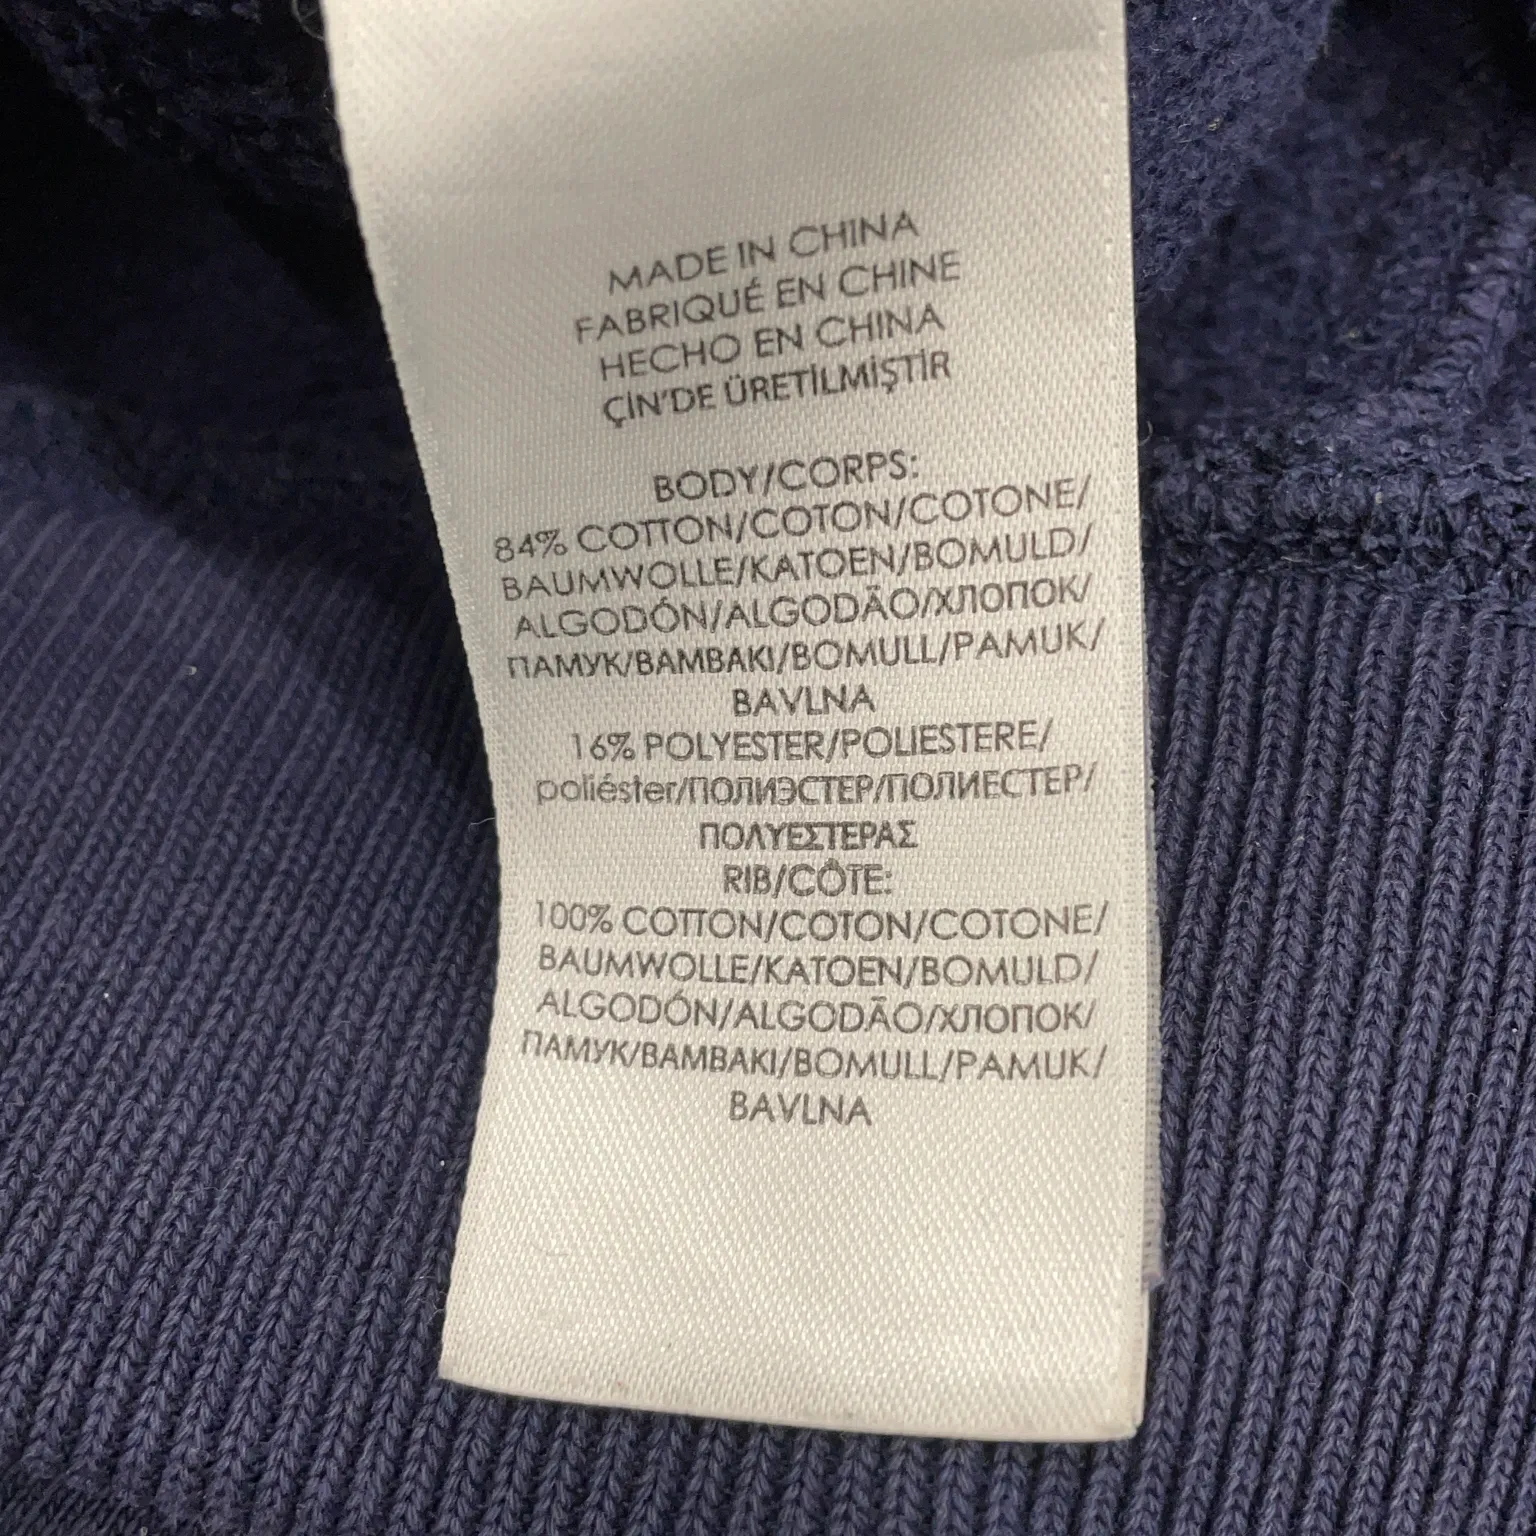 MADE IN CHINA
FABRIQUÉ EN CHINE
HECHO EN CHINA
ÇİN'DE ÜRETİLMİŞTİR
BODY/CORPS:
84% COTTON/COTON/COTONE/
BAUMWOLLE/KATOEN/BOMULD/
ALGODÓN/ALGODÃO/ХЛОПОК/
ПАМУК/ΒΑΜΒΑΚΙ/BOMULL/PAMUK/
BAVLNA
16% POLYESTER/POLIESTERE/
poliéster/ПОЛИЭСТЕР/ПОЛИЕСТЕР/
ΠΟΛΥΕΣΤΕΡΑΣ
RIB/CÔTE:
100% COTTON/COTON/COTONE/
BAUMWOLLE/KATOEN/BOMULD/
ALGODÓN/ALGODÃO/ХЛОПОК/
ПАМУК/ΒΑΜΒΑΚΙ/BOMULL/PAMUK/
BAVLNA